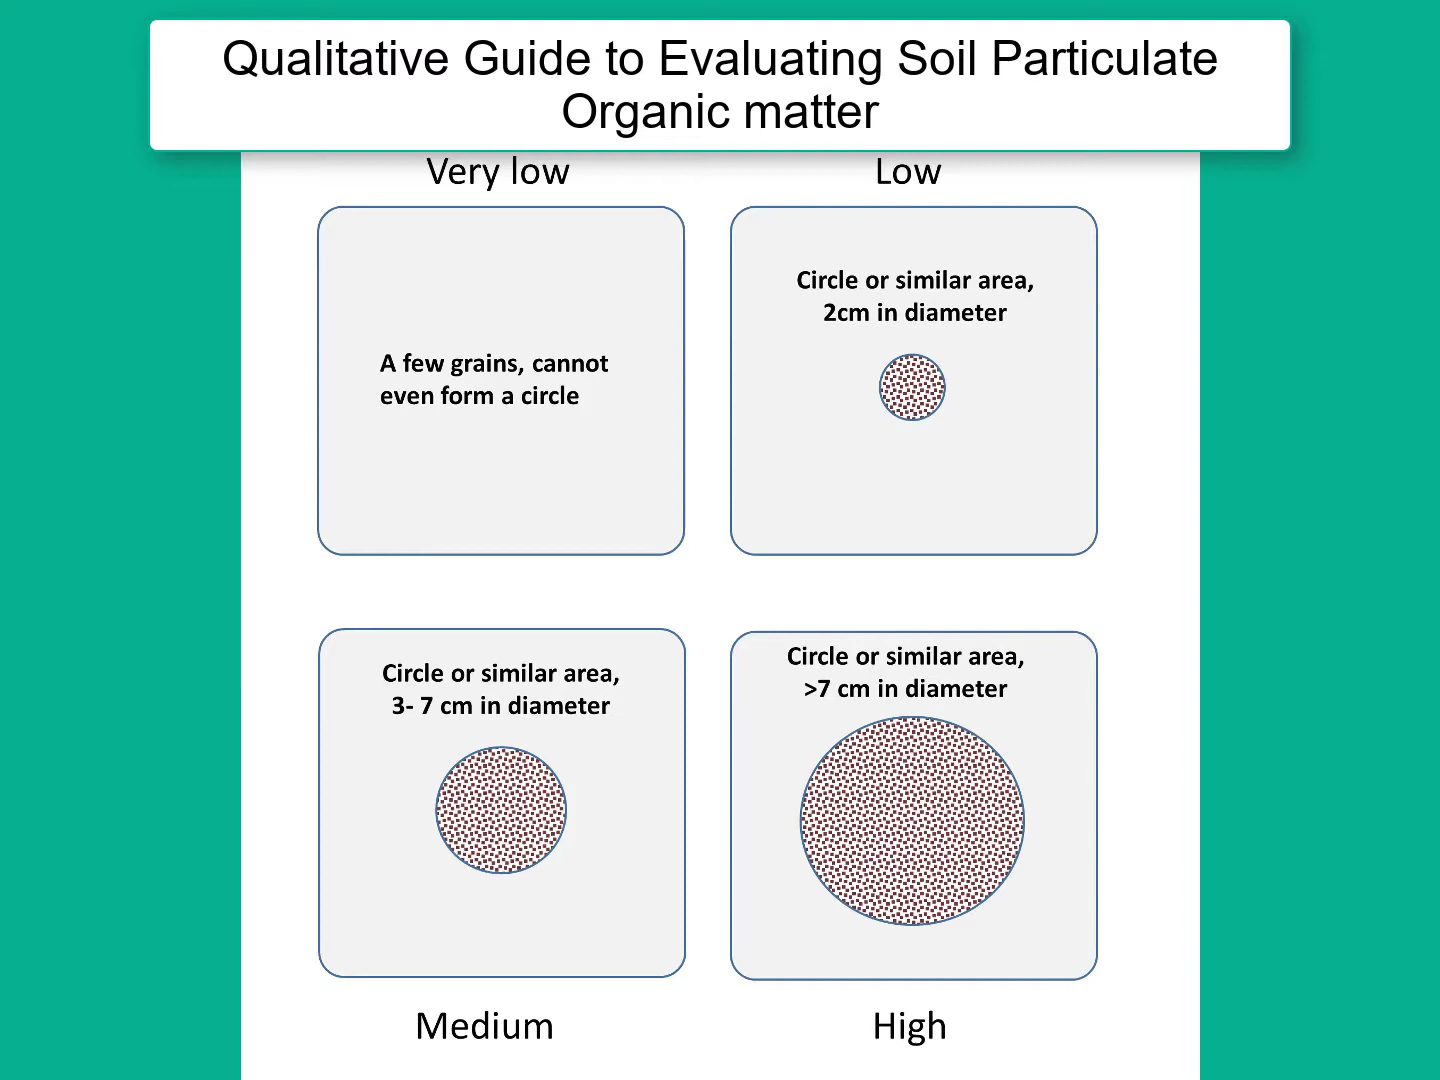 Qualitative Guide to Evaluating Soil Particulate
Organic matter
Very low
Low
A few grains, cannot
even form a circle
Circle or similar area,
2cm in diameter
Circle or similar area,
3- 7 cm in diameter
Circle or similar area,
>7 cm in diameter
Medium
High